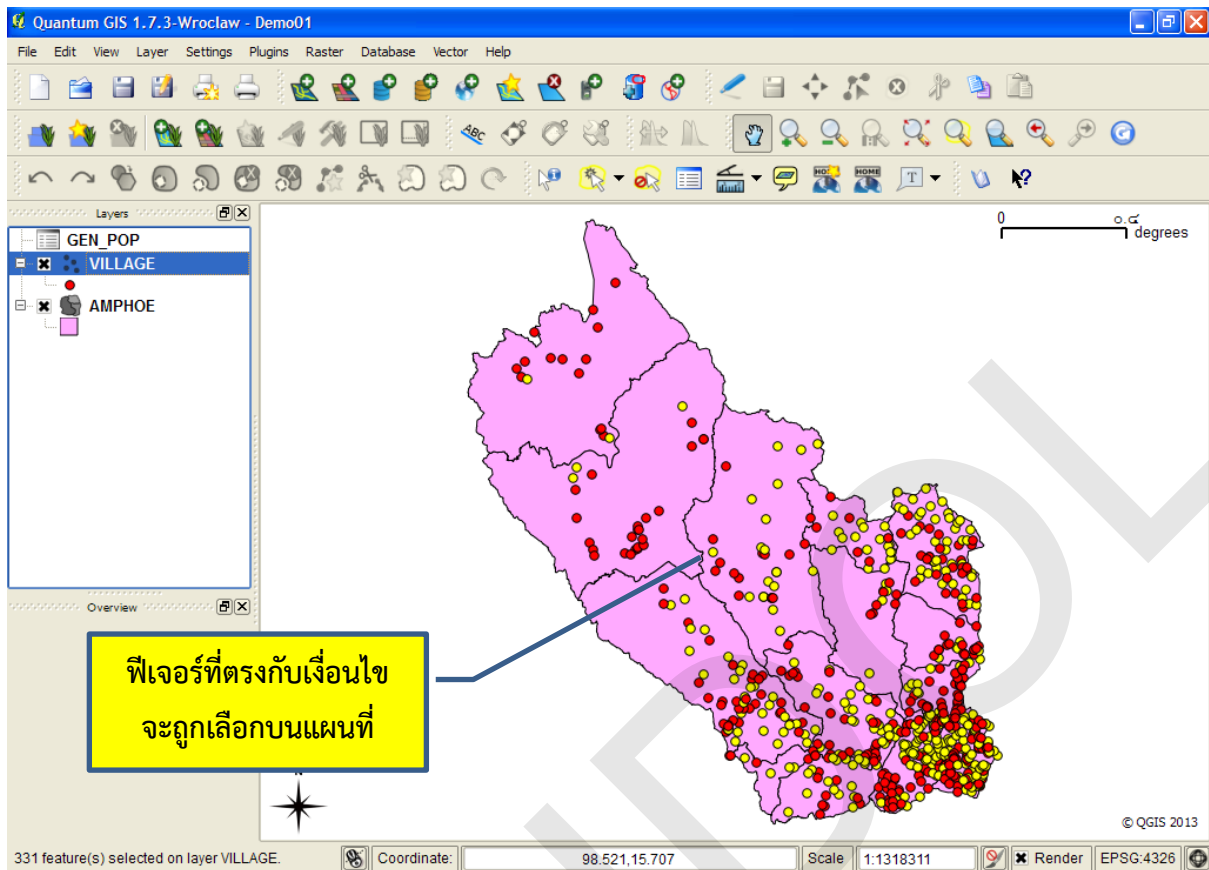 Quantum GIS 1.7.3-Wroclaw - Demo01
File Edit View Layer Settings Plugins Raster Database Vector Help
ABC
HOME
T
Layers
GEN_POP
VILLAGE
AMPHOE
0 ๐.๔
degrees
Overview
ฟีเจอร์ที่ตรงกับเงื่อนไข
จะถูกเลือกบนแผนที่
© QGIS 2013
331 feature(s) selected on layer VILLAGE. Coordinate: 98.521,15.707 Scale 1:1318311 Render EPSG:4326